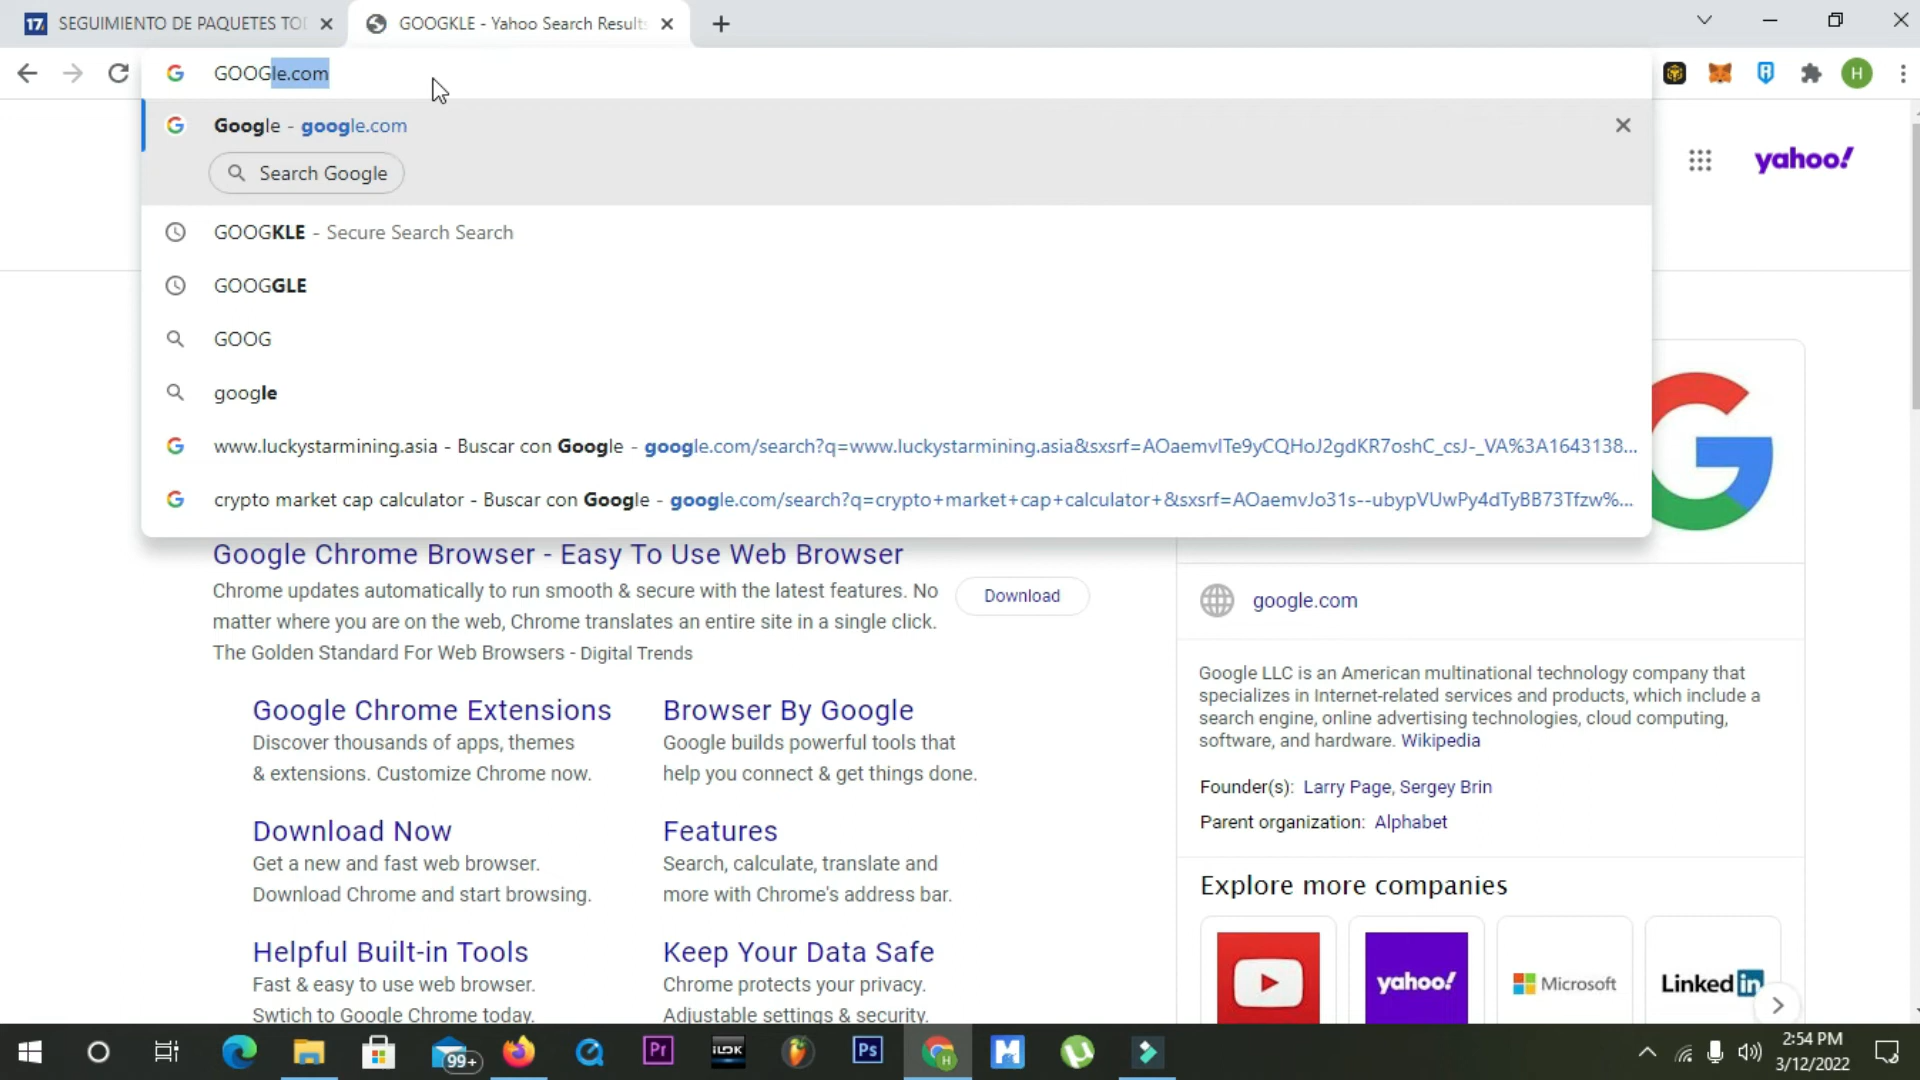 17
SEGUIMIENTO DE PAQUETES TO
GOOGKLE - Yahoo Search Results
GOOGle.com
H
Google - google.com
Search Google
yahoo!
GOOGKLE - Secure Search Search
GOOGGLE
GOOG
google
www.luckystarmining.asia - Buscar con Google - google.com/search?q=www.luckystarmining.asia&sxsrf=AOaemvITe9yCQHoJ2gdKR7oshC_csJ-_VA%3A1643138...
crypto market cap calculator - Buscar con Google - google.com/search?q=crypto+market+cap+calculator+&sxsrf=AOaemvJo31s--ubypVUwPy4dTyBB73Tfzw%...
Google Chrome Browser - Easy To Use Web Browser
Chrome updates automatically to run smooth & secure with the latest features. No
matter where you are on the web, Chrome translates an entire site in a single click.
The Golden Standard For Web Browsers - Digital Trends
Download
google.com
Google LLC is an American multinational technology company that
specializes in Internet-related services and products, which include a
search engine, online advertising technologies, cloud computing,
software, and hardware. Wikipedia
Founder(s): Larry Page, Sergey Brin
Parent organization: Alphabet
Google Chrome Extensions
Discover thousands of apps, themes
& extensions. Customize Chrome now.
Browser By Google
Google builds powerful tools that
help you connect & get things done.
Download Now
Get a new and fast web browser.
Download Chrome and start browsing.
Features
Search, calculate, translate and
more with Chrome's address bar.
Helpful Built-in Tools
Fast & easy to use web browser.
Swtich to Google Chrome today.
Keep Your Data Safe
Chrome protects your privacy.
Adjustable settings & security.
Explore more companies
yahoo!
Microsoft
Linked in
99+
Pr
iLOK
Ps
H
2:54 PM
3/12/2022